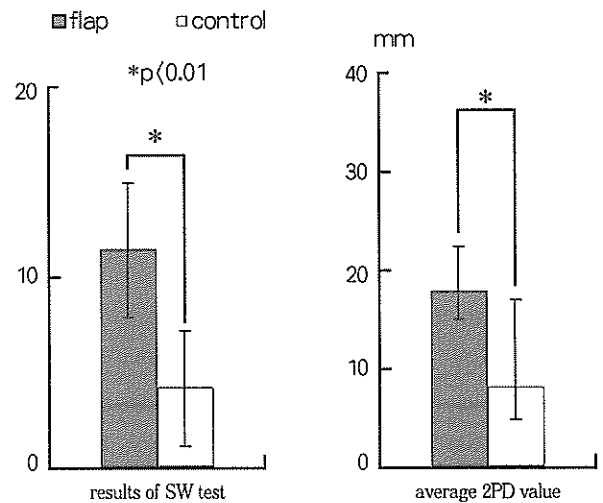 flap control
mm
*p⟨0.01
20
10
0
*
results of SW test
40
30
20
10
0
*
average 2PD value